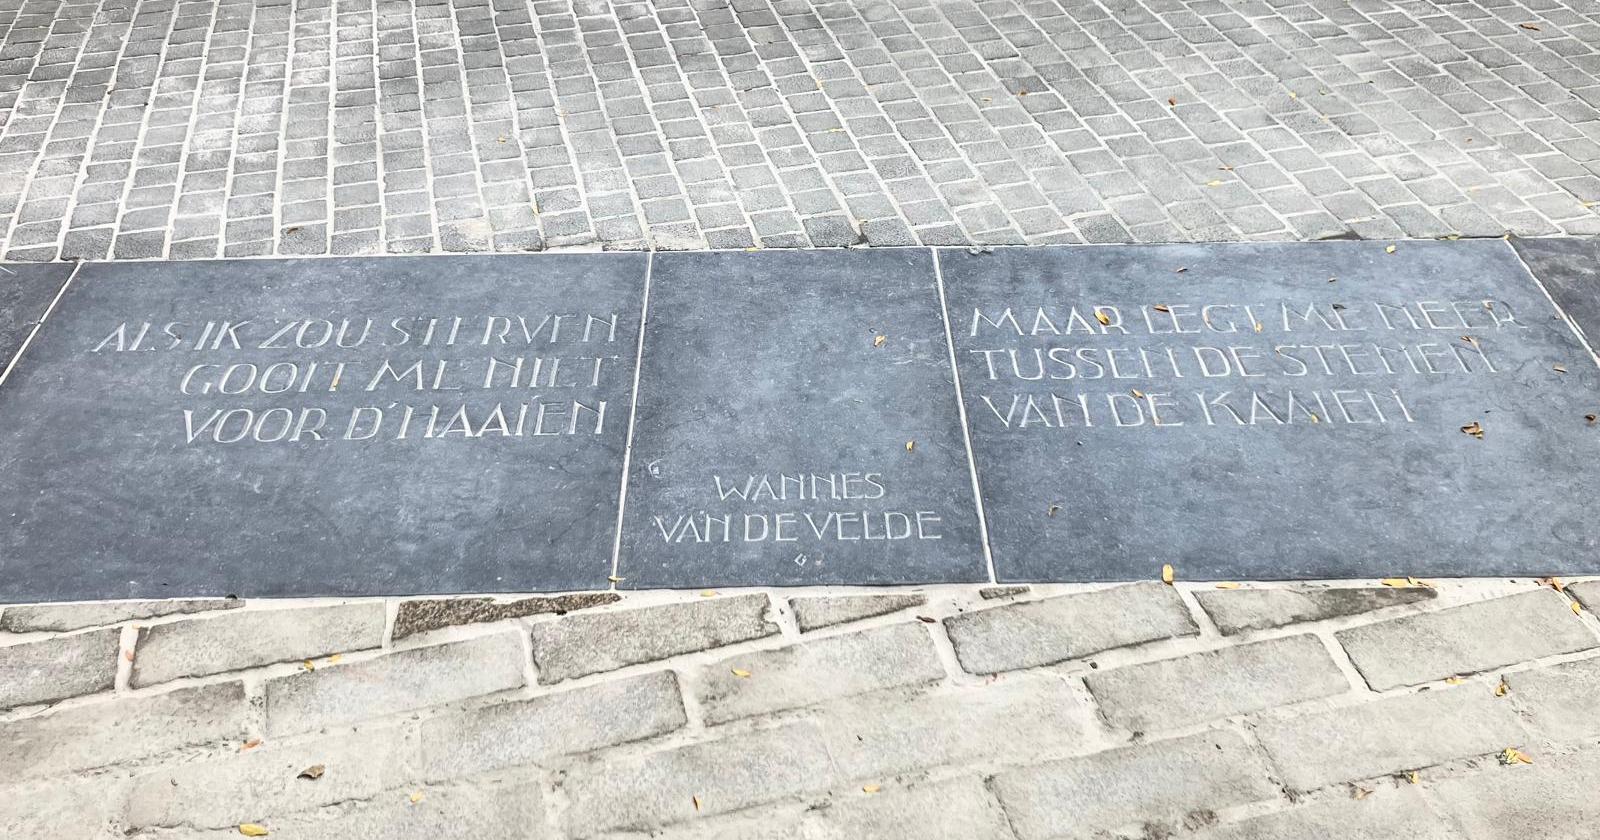 ALS IK ZOU STERVEN
GOOIT ME NIET
VOOR D'HAAIEN
WANNES
VAN DE VELDE
MAAR LEGT ME NEER
TUSSEN DE STENEN
VAN DE KAAIEN